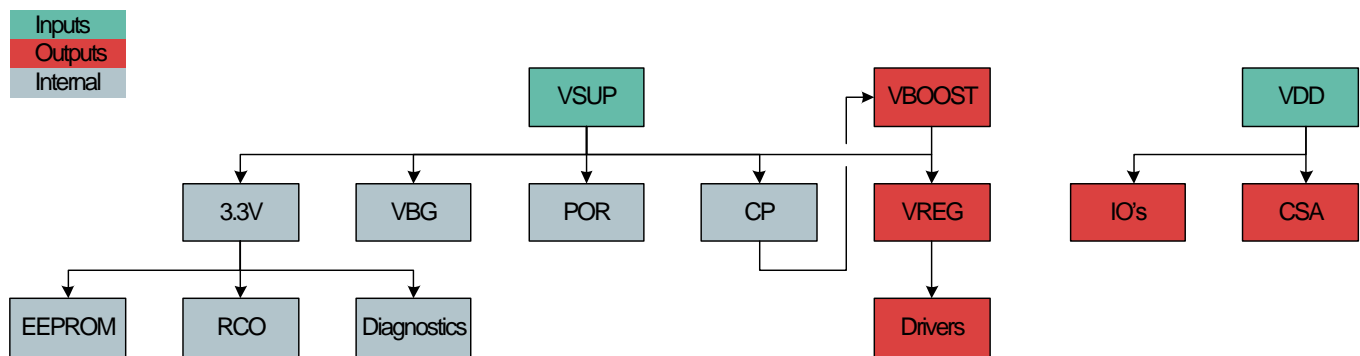 Inputs
Outputs
Internal
VSUP
VBOOST
VDD
3.3V
VBG
POR
CP
VREG
IO's
CSA
EEPROM
RCO
Diagnostics
Drivers